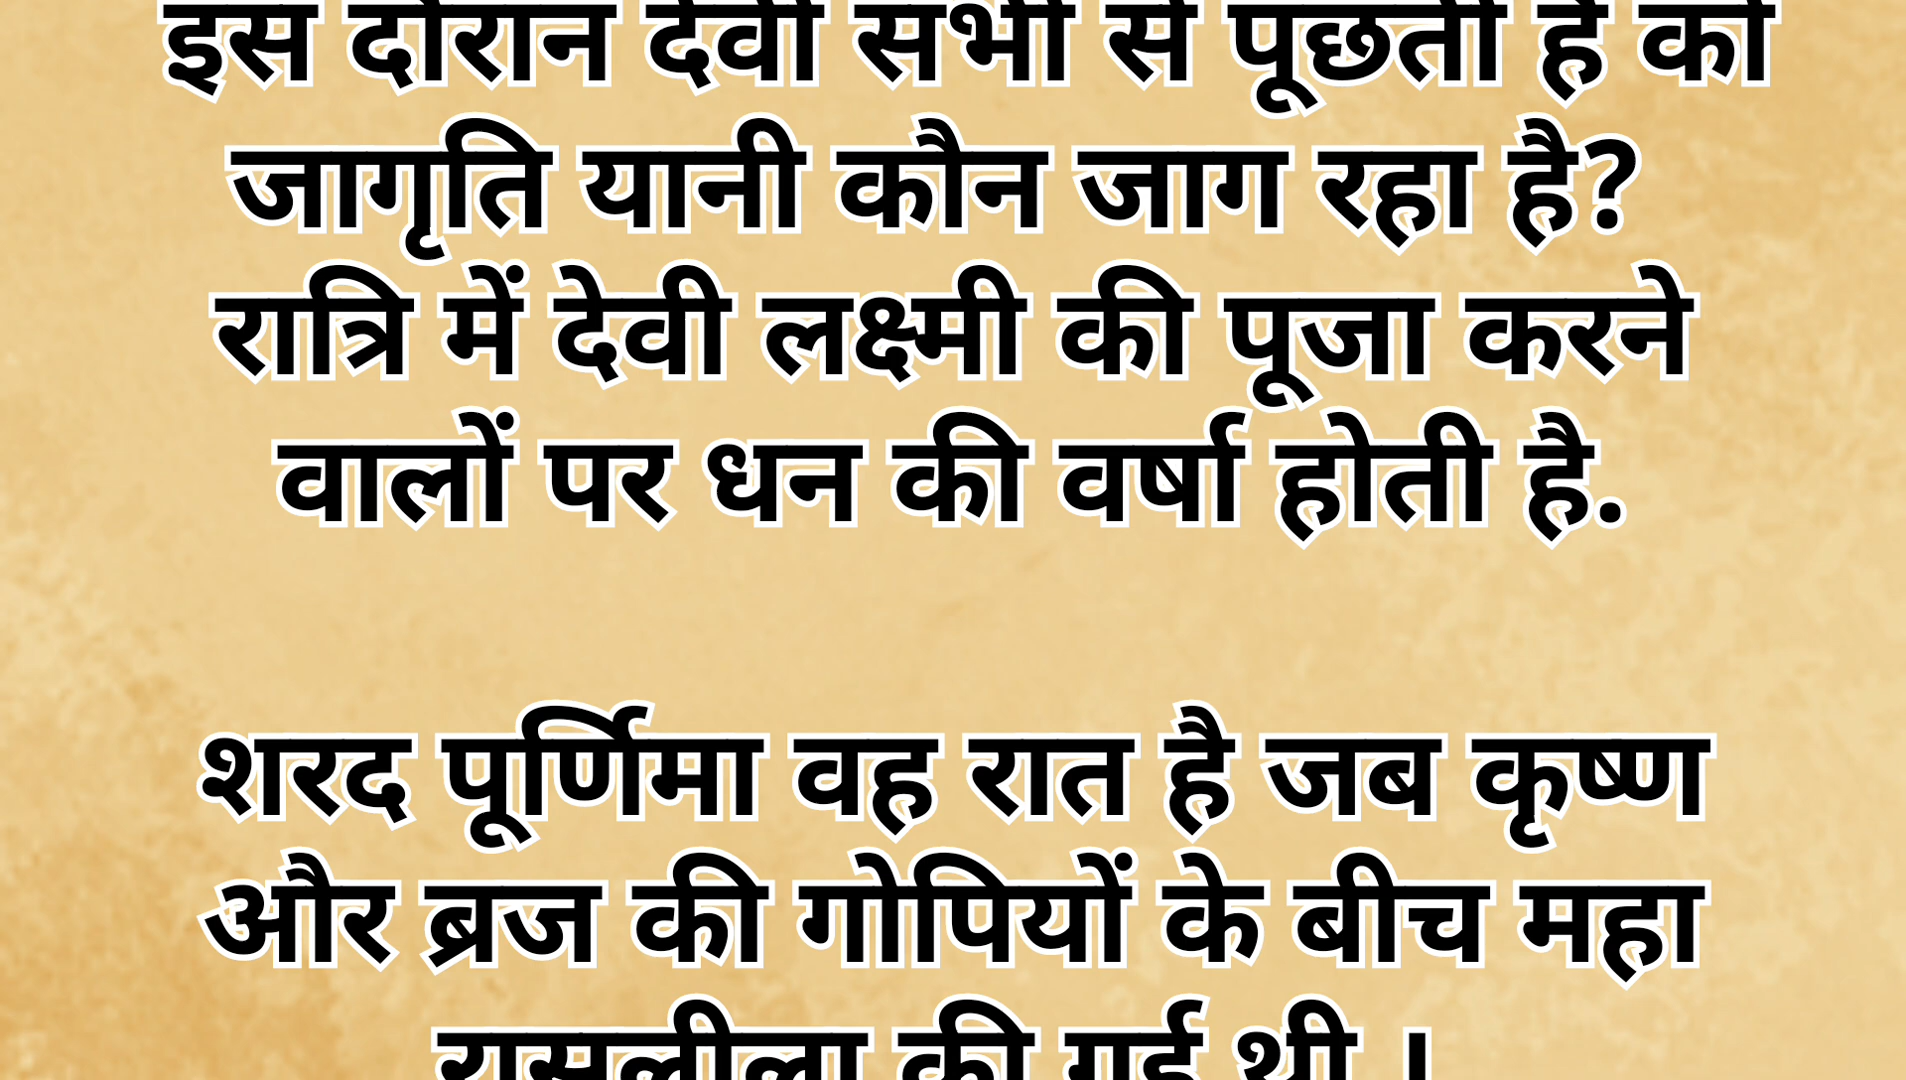 इस दौरान देवी सभी से पूछती है को
जागृति यानी कौन जाग रहा है?
रात्रि में देवी लक्ष्मी की पूजा करने
वालों पर धन की वर्षा होती है.
शरद पूर्णिमा वह रात है जब कृष्ण
और ब्रज की गोपियों के बीच महा
रासलीला की गई थी ।